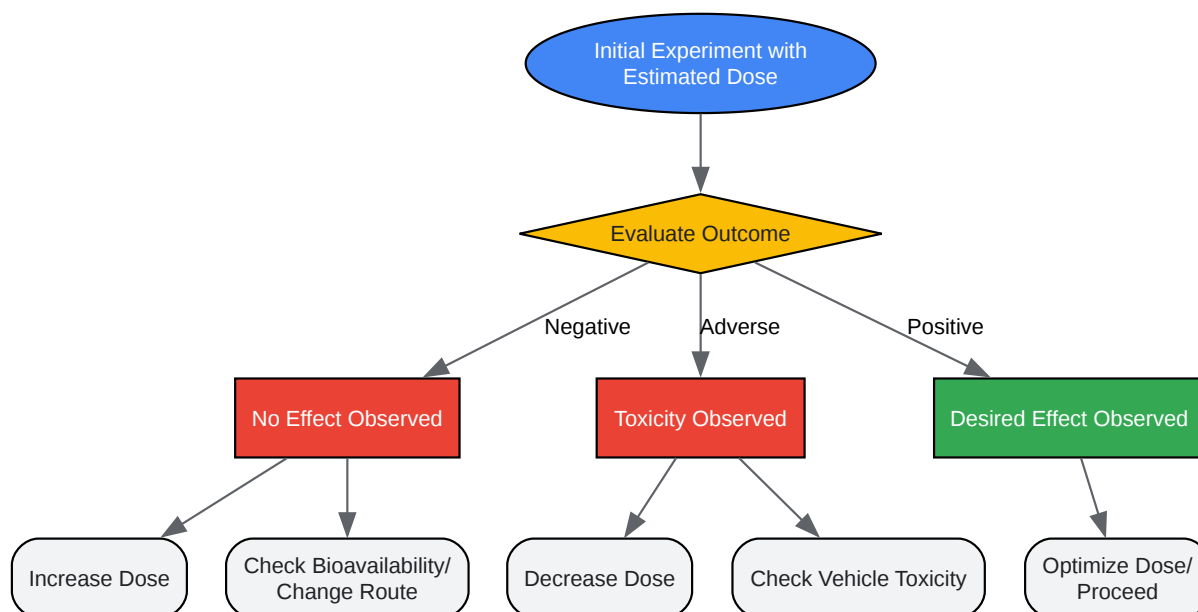 Initial Experiment with
Estimated Dose
Evaluate Outcome
Negative
Adverse
Positive
No Effect Observed
Toxicity Observed
Desired Effect Observed
Increase Dose
Check Bioavailability/
Change Route
Decrease Dose
Check Vehicle Toxicity
Optimize Dose/
Proceed